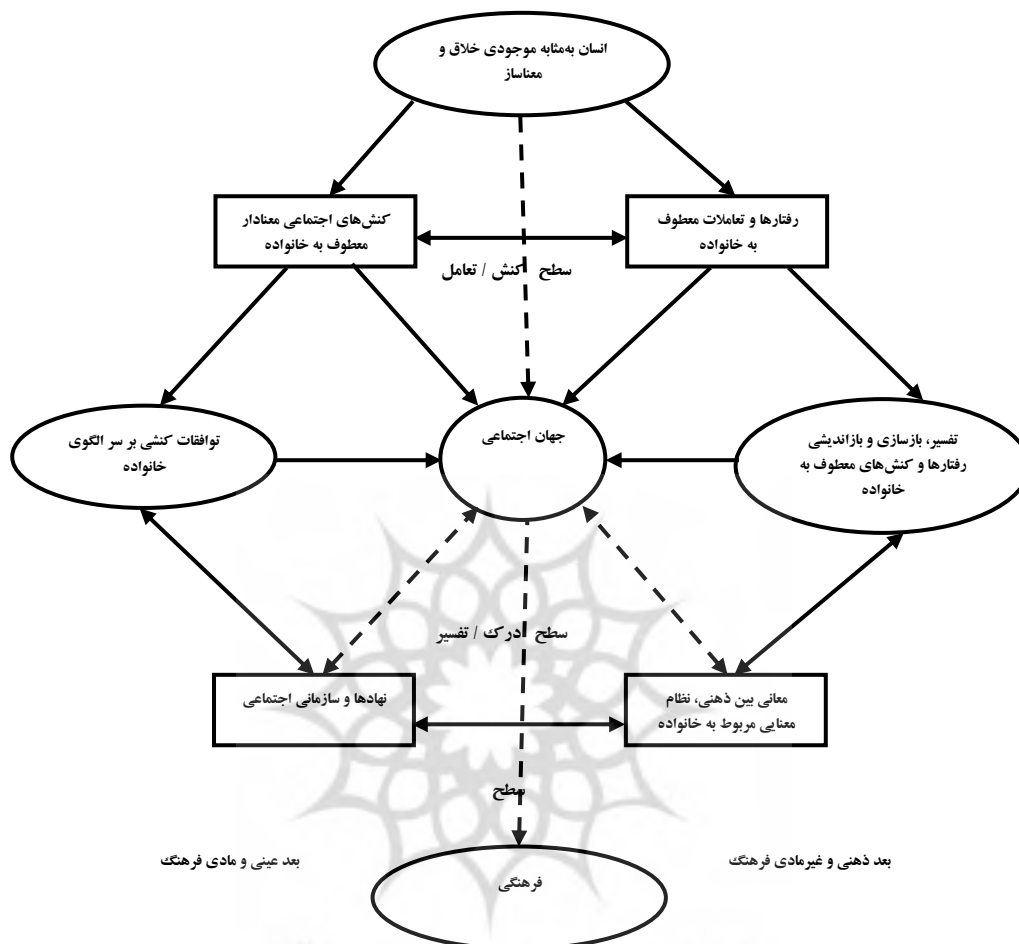 انسان به‌مثابه موجودی خلاق و
معناساز
رفتارها و تعاملات معطوف
به خانواده
کنش‌های اجتماعی معنادار
معطوف به خانواده
سطح کنش / تعامل
تفسیر، بازسازی و بازاندیشی
رفتارها و کنش‌های معطوف به
خانواده
جهان اجتماعی
توافقات کنشی بر سر الگوی
خانواده
سطح ادرک / تفسیر
معانی بین ذهنی، نظام
معنایی مربوط به خانواده
نهادها و سازمانی اجتماعی
سطح
بعد ذهنی و غیرمادی فرهنگ
بعد عینی و مادی فرهنگ
فرهنگی